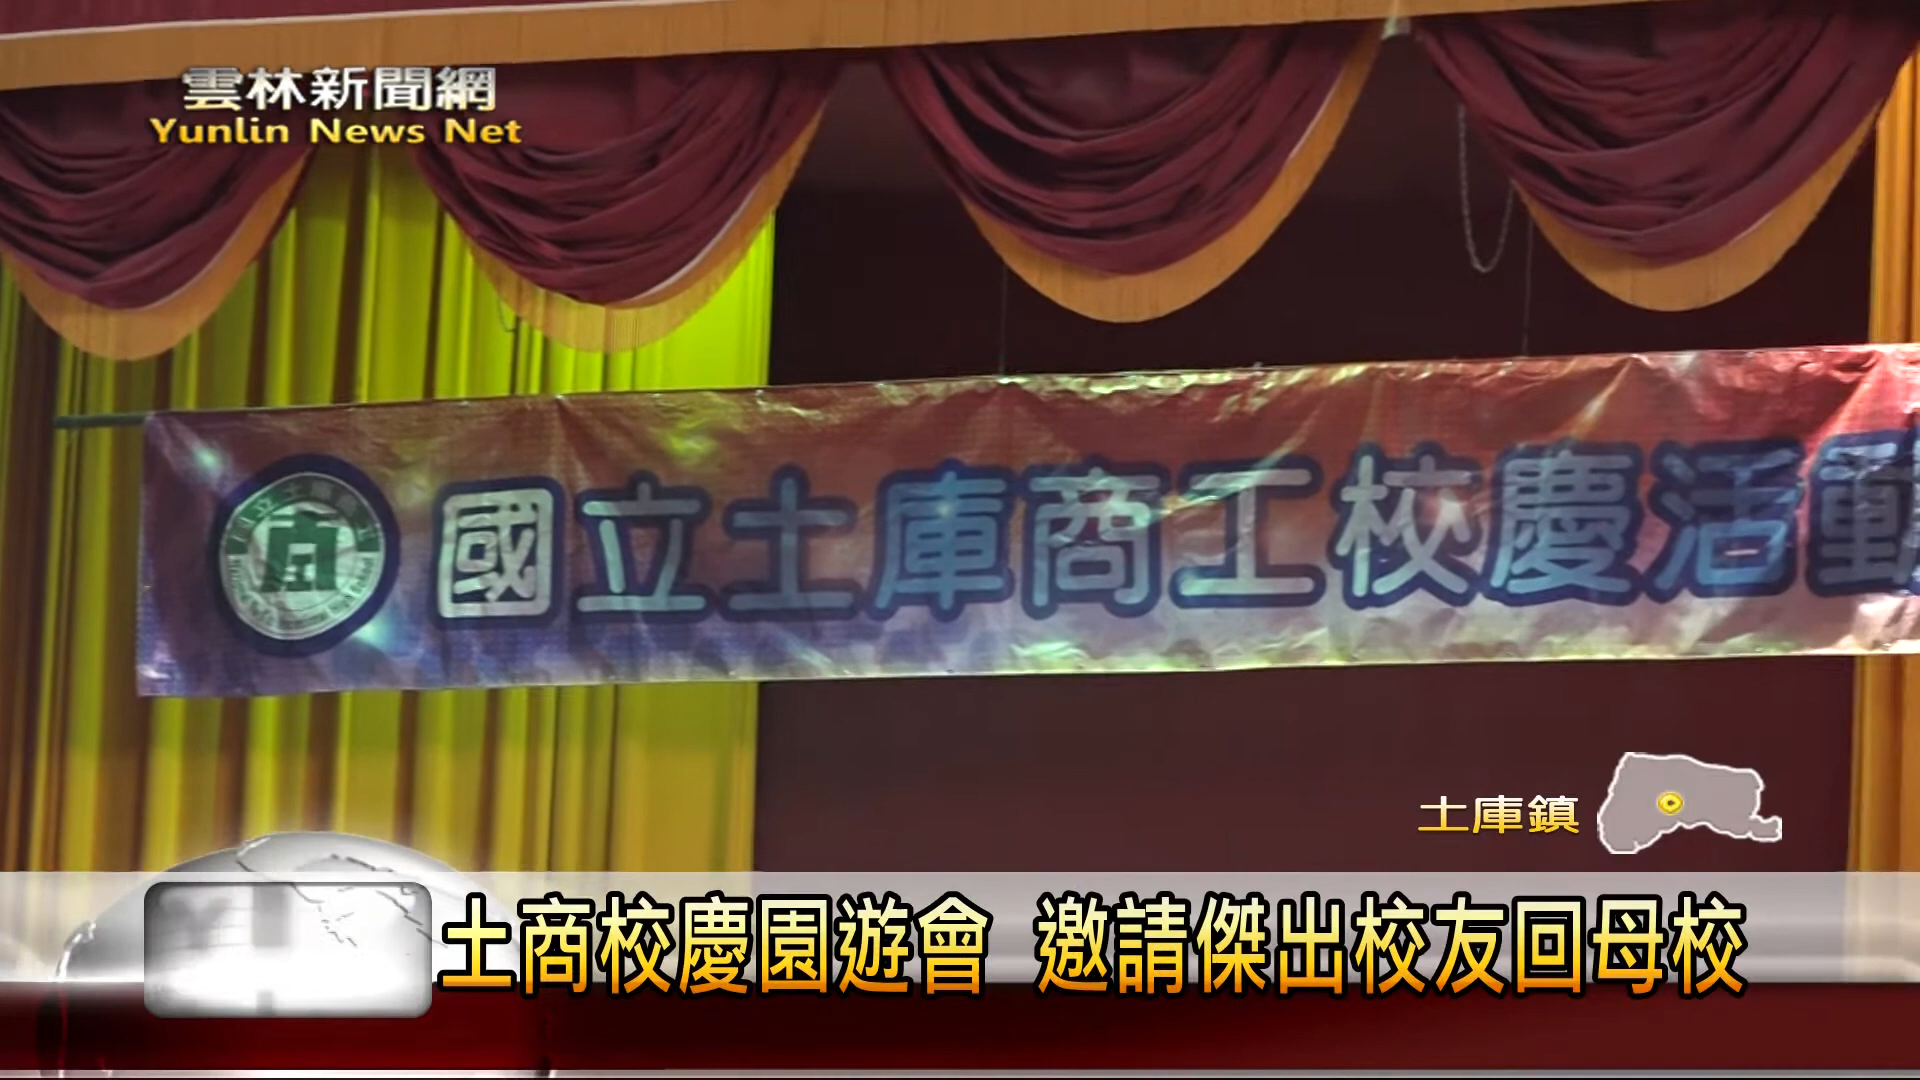 雲林新聞網
Yunlin News Net
國立土庫商工校慶活動
土庫鎮
土商校慶園遊會 邀請傑出校友回母校